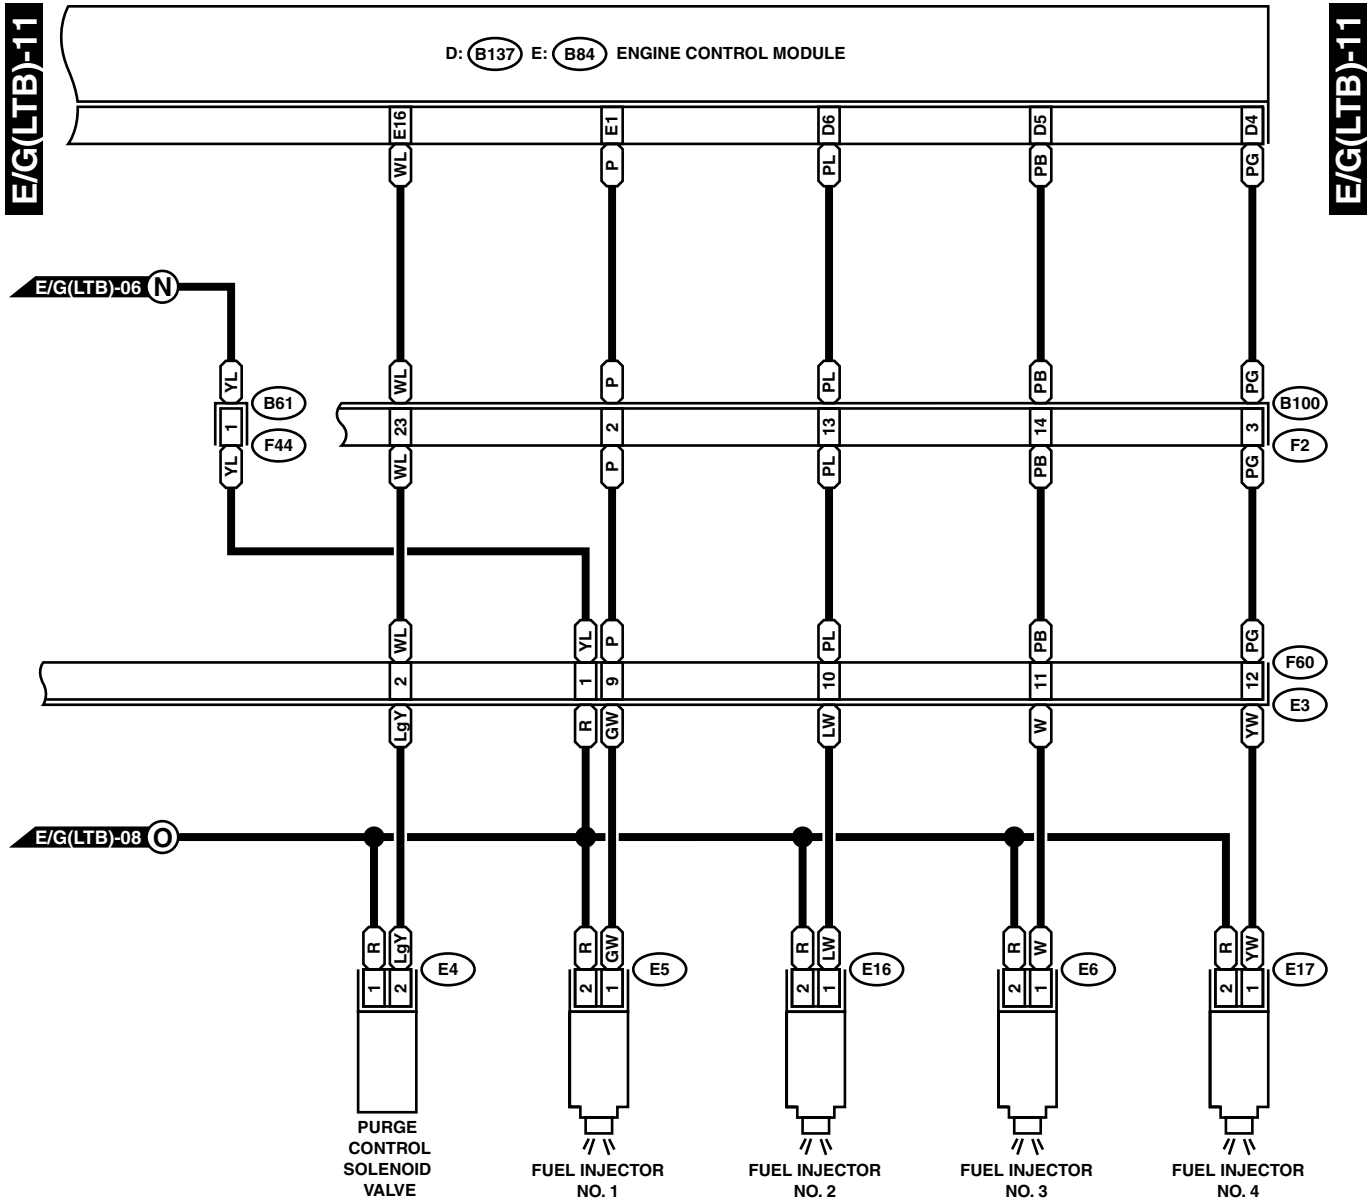 E/G(LTB)-11
E/G(LTB)-11
D: B137 E: B84 ENGINE CONTROL MODULE
E16 E1 D6 D5 D4
WL P PL PB PG
E/G(LTB)-06 N
YL WL P PL PB PG
B61 B100
1 23 2 13 14 3
F44 F2
YL WL P PL PB PG
WL YL P PL PB PG
F60
2 1 9 10 11 12
E3
LgY R GW LW W YW
E/G(LTB)-08 O
R LgY R GW R LW R W R YW
E4 E5 E16 E6 E17
1 2 2 1 2 1 2 1 2 1
PURGE
CONTROL
SOLENOID
VALVE
FUEL INJECTOR
NO. 1
FUEL INJECTOR
NO. 2
FUEL INJECTOR
NO. 3
FUEL INJECTOR
NO. 4